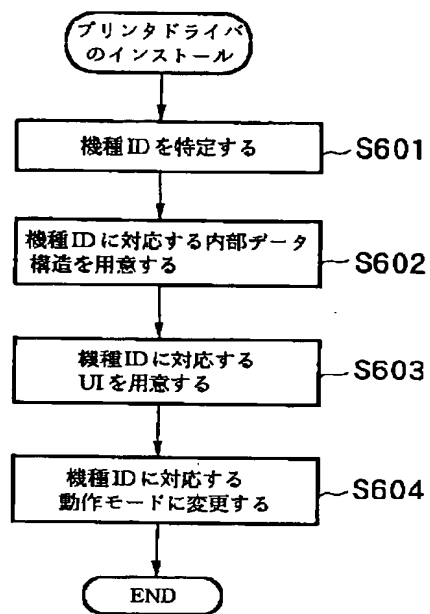 プリンタドライバ
のインストール
機種IDを特定する
S601
機種IDに対応する内部データ
構造を用意する
S602
機種IDに対応する
UIを用意する
S603
機種IDに対応する
動作モードに変更する
S604
END